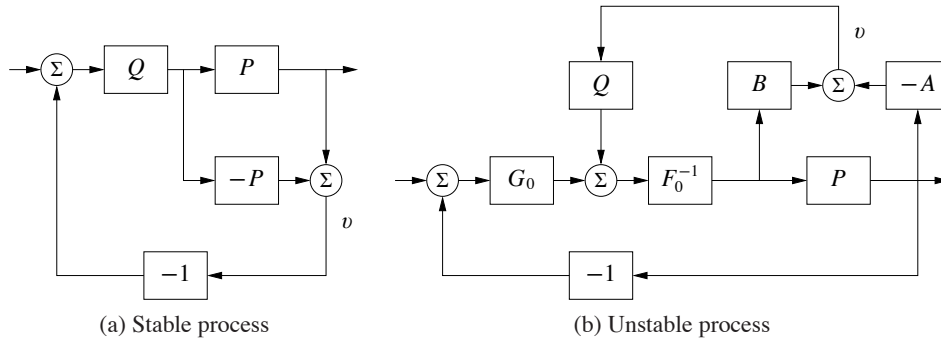 Σ
Q
P
−P
Σ
υ
−1
(a) Stable process
υ
Q
B
Σ
−A
Σ
G₀
Σ
F₀⁻¹
P
−1
(b) Unstable process